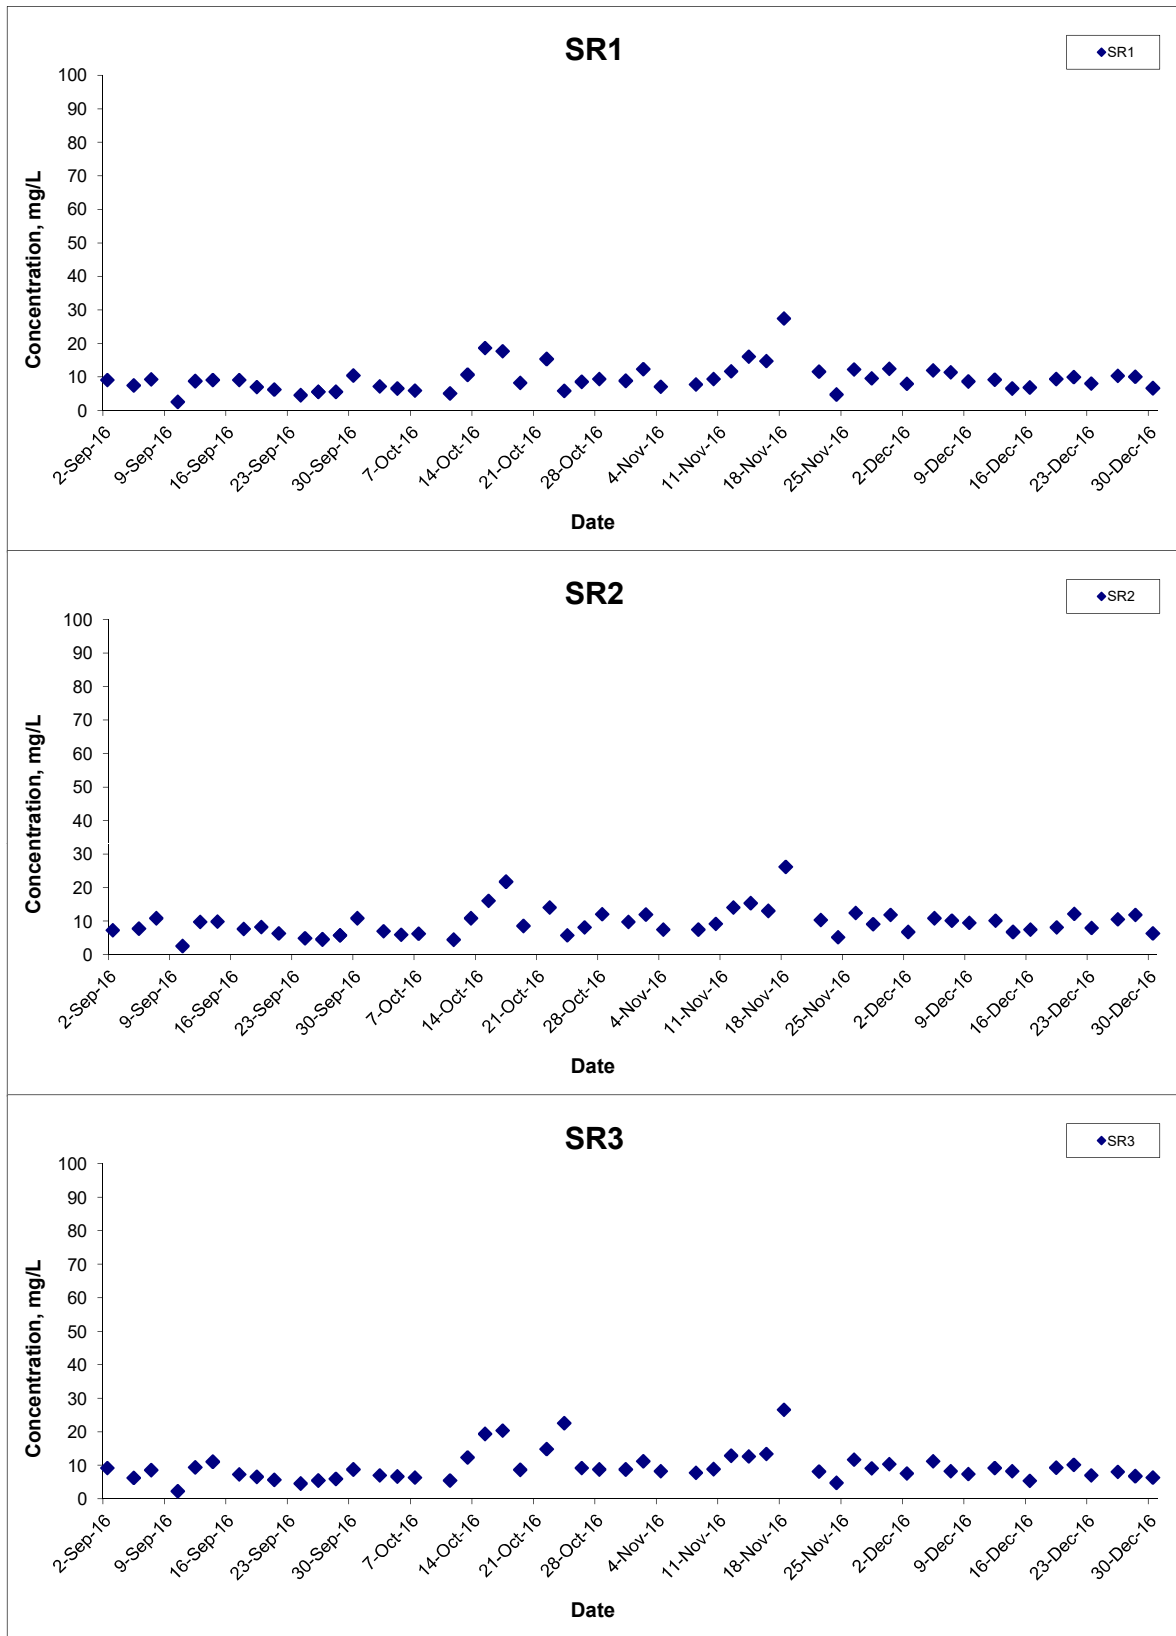 SR1
SR1
100
90
80
70
60
50
40
30
20
10
0
Concentration, mg/L
2-Sep-16 9-Sep-16 16-Sep-16 23-Sep-16 30-Sep-16 7-Oct-16 14-Oct-16 21-Oct-16 28-Oct-16 4-Nov-16 11-Nov-16 18-Nov-16 25-Nov-16 2-Dec-16 9-Dec-16 16-Dec-16 23-Dec-16 30-Dec-16
Date
SR2
SR2
100
90
80
70
60
50
40
30
20
10
0
Concentration, mg/L
2-Sep-16 9-Sep-16 16-Sep-16 23-Sep-16 30-Sep-16 7-Oct-16 14-Oct-16 21-Oct-16 28-Oct-16 4-Nov-16 11-Nov-16 18-Nov-16 25-Nov-16 2-Dec-16 9-Dec-16 16-Dec-16 23-Dec-16 30-Dec-16
Date
SR3
SR3
100
90
80
70
60
50
40
30
20
10
0
Concentration, mg/L
2-Sep-16 9-Sep-16 16-Sep-16 23-Sep-16 30-Sep-16 7-Oct-16 14-Oct-16 21-Oct-16 28-Oct-16 4-Nov-16 11-Nov-16 18-Nov-16 25-Nov-16 2-Dec-16 9-Dec-16 16-Dec-16 23-Dec-16 30-Dec-16
Date